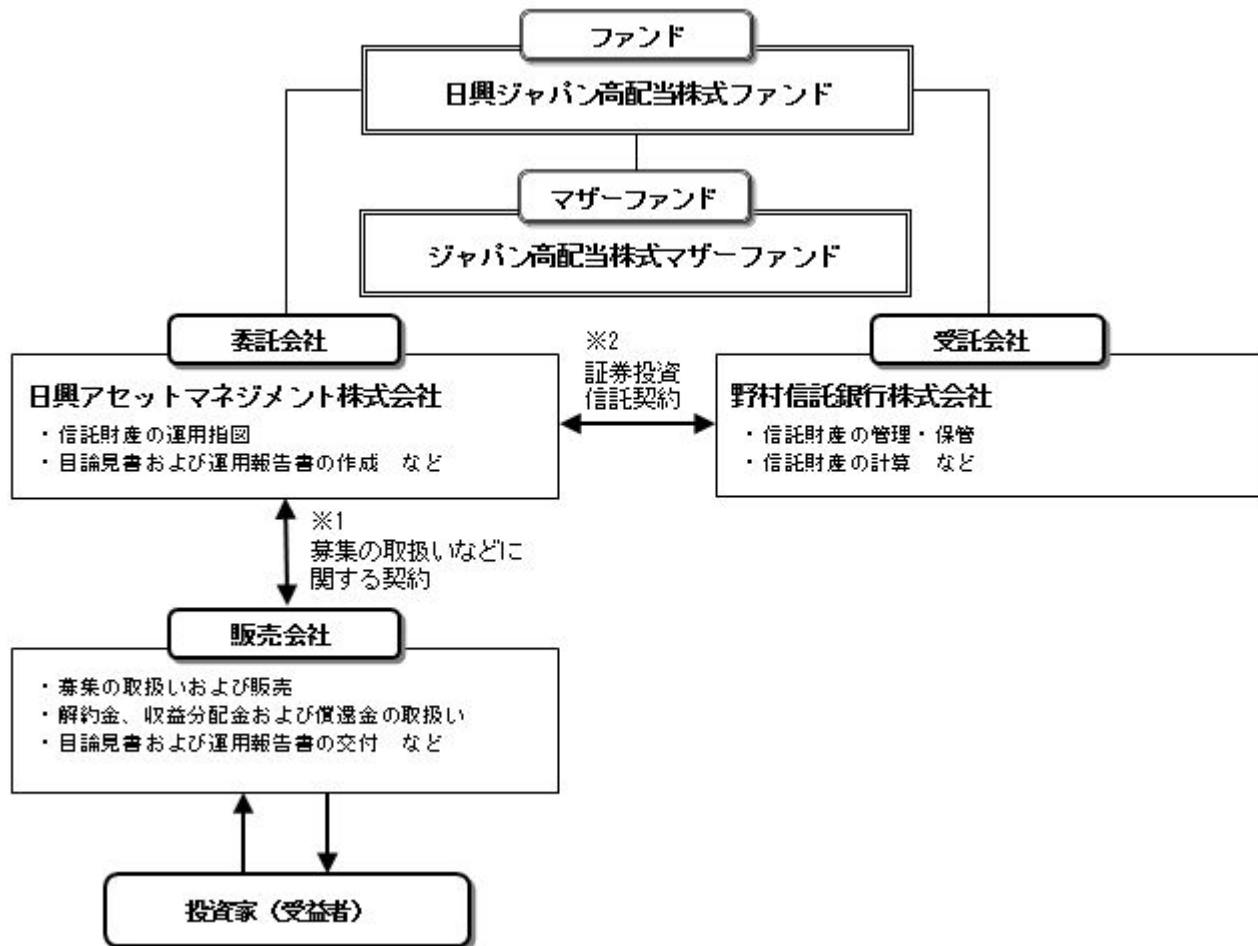 ファンド
日興ジャパン高配当株式ファンド
マザーファンド
ジャパン高配当株式マザーファンド
委託会社
日興アセットマネジメント株式会社
・信託財産の運用指図
・目論見書および運用報告書の作成　など
※2
証券投資
信託契約
受託会社
野村信託銀行株式会社
・信託財産の管理・保管
・信託財産の計算　など
※1
募集の取扱いなどに
関する契約
販売会社
・募集の取扱いおよび販売
・解約金、収益分配金および償還金の取扱い
・目論見書および運用報告書の交付　など
投資家（受益者）